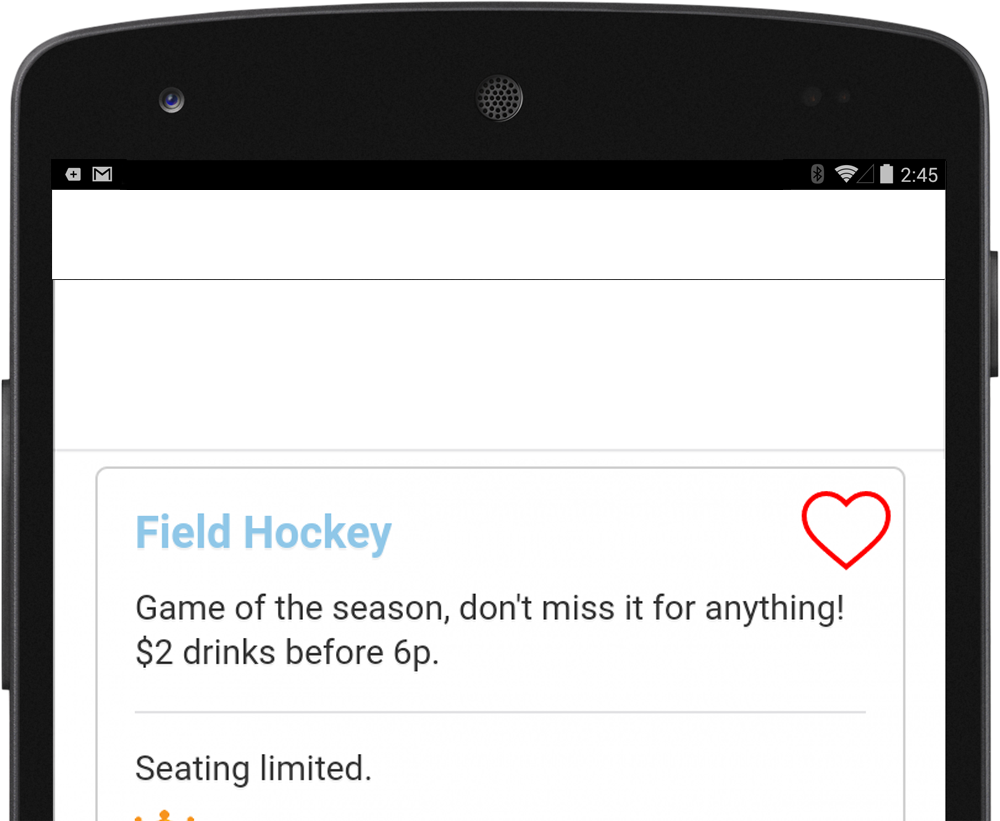 2:45
Field Hockey
Game of the season, don't miss it for anything!
$2 drinks before 6p.
Seating limited.